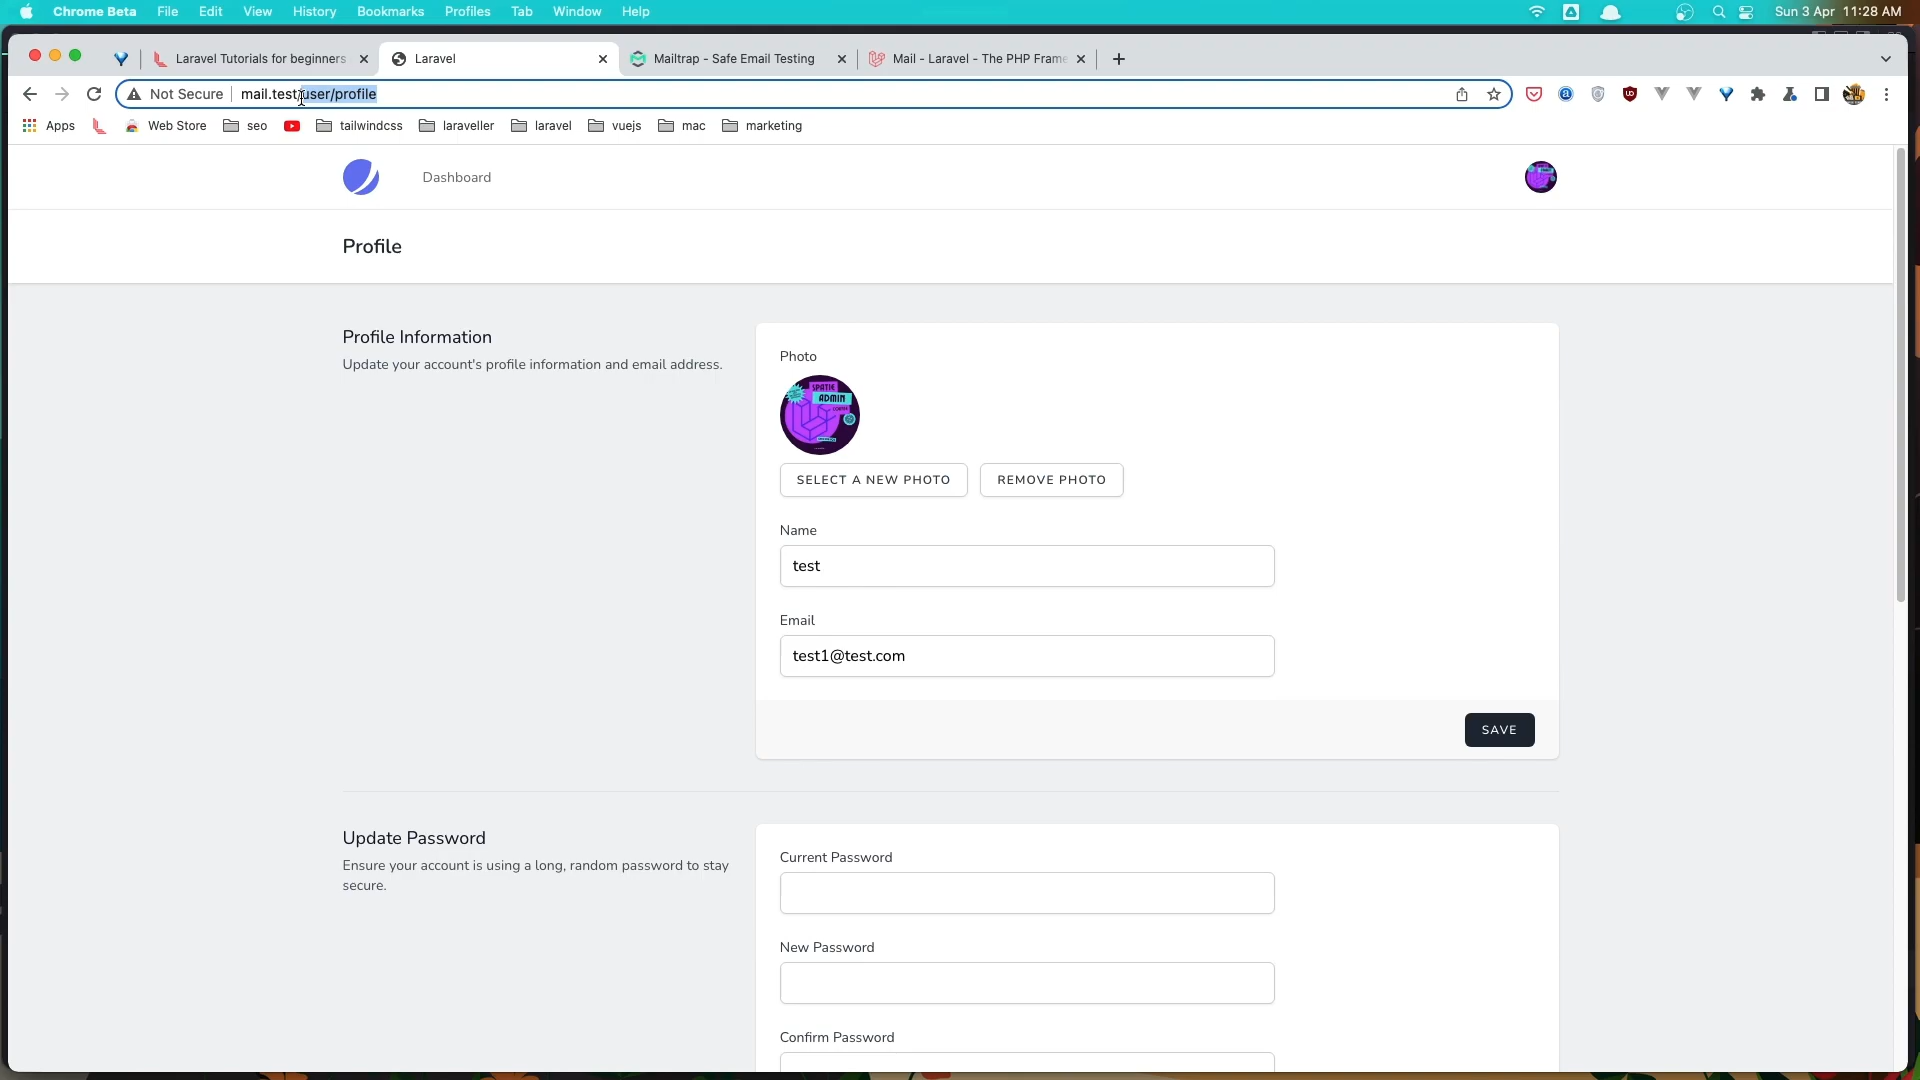 Chrome Beta File Edit View History Bookmarks Profiles Tab Window Help Sun 3 Apr 11:28 AM
Laravel Tutorials for beginners Laravel Mailtrap - Safe Email Testing Mail - Laravel - The PHP Frame
Not Secure mail.test/user/profile
Apps Web Store seo tailwindcss laraveller laravel vuejs mac marketing
Dashboard
Profile
Profile Information
Update your account's profile information and email address.
Photo
SPATIE
ADMIN
SELECT A NEW PHOTO REMOVE PHOTO
Name
test
Email
test1@test.com
SAVE
Update Password
Ensure your account is using a long, random password to stay
secure.
Current Password
New Password
Confirm Password